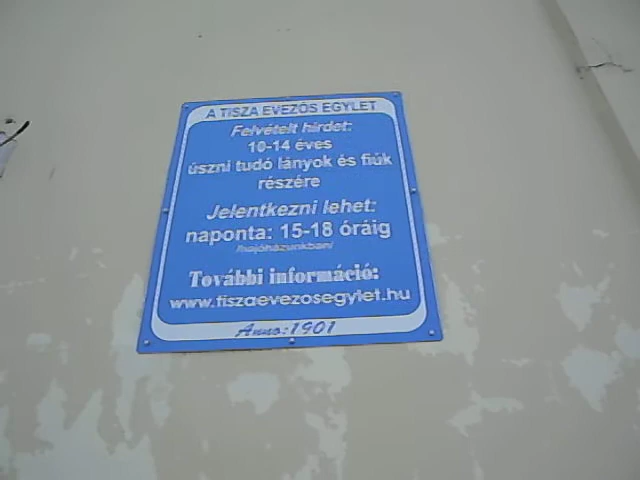 A TISZA EVEZŐS EGYLET
Felvételt hirdet:
10-14 éves
úszni tudó lányok és fiúk
részére
Jelentkezni lehet:
naponta: 15-18 óráig
/hajóházunkban/
További információ:
www.tiszaevezosegylet.hu
Anno:1901